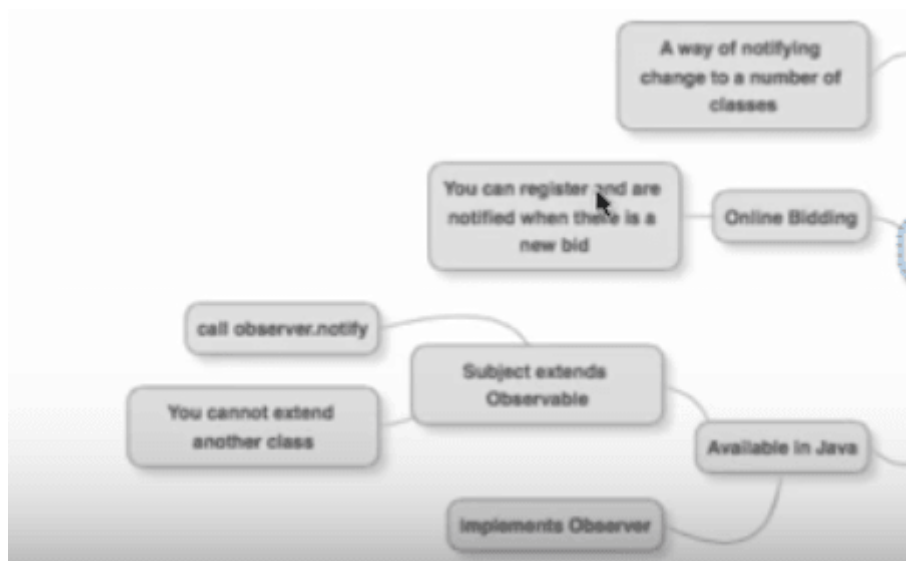 A way of notifying
change to a number of
classes
You can register and are
notified when there is a
new bid
Online Bidding
call observer.notify
Subject extends
Observable
You cannot extend
another class
Available in Java
implements Observer